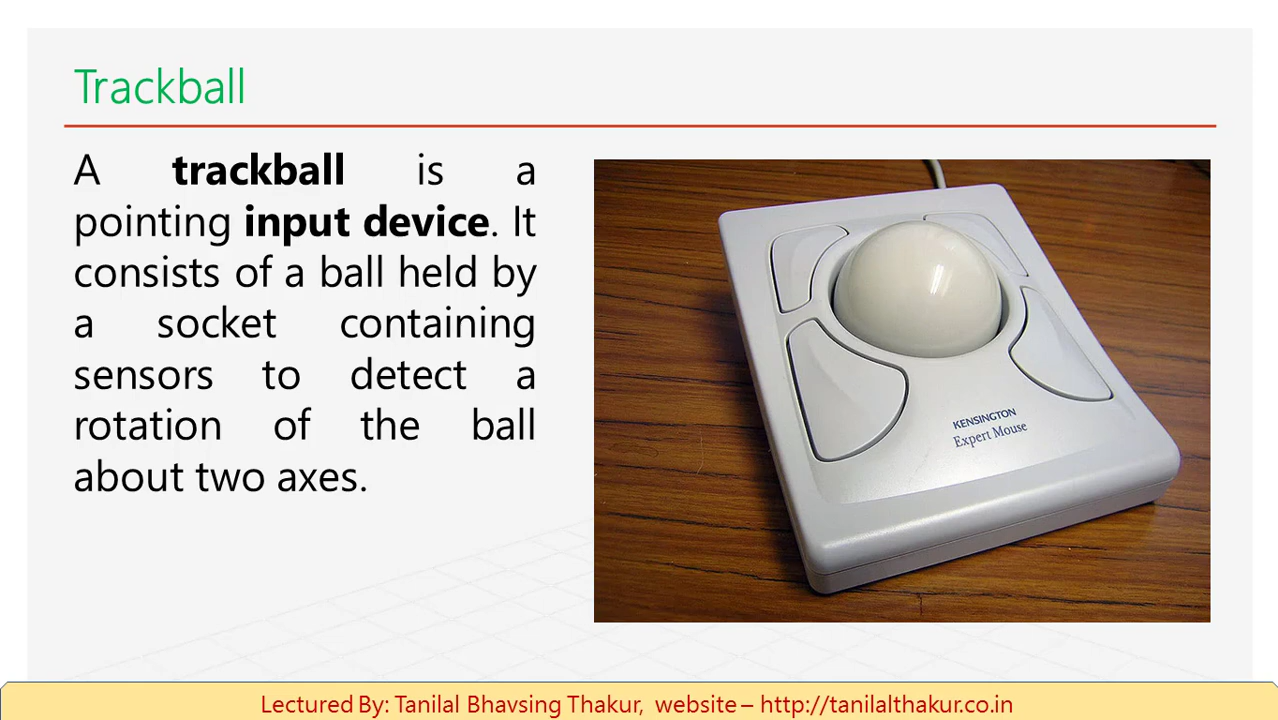 Trackball
A trackball is a
pointing input device. It
consists of a ball held by
a socket containing
sensors to detect a
rotation of the ball
about two axes.
KENSINGTON
Expert Mouse
Lectured By: Tanilal Bhavsing Thakur, website – http://tanilalthakur.co.in